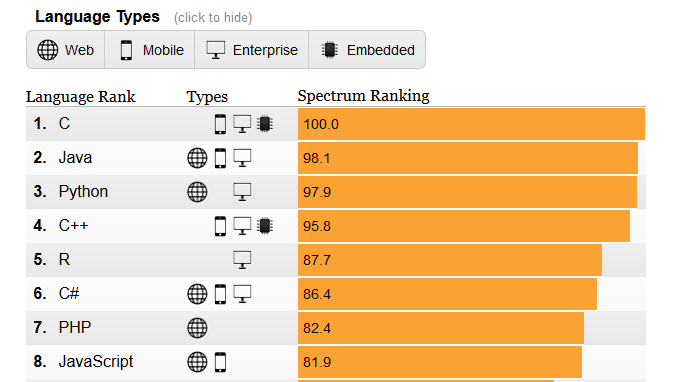 Language Types (click to hide)
Web Mobile Enterprise Embedded
Language Rank Types Spectrum Ranking
1. C 100.0
2. Java 98.1
3. Python 97.9
4. C++ 95.8
5. R 87.7
6. C# 86.4
7. PHP 82.4
8. JavaScript 81.9